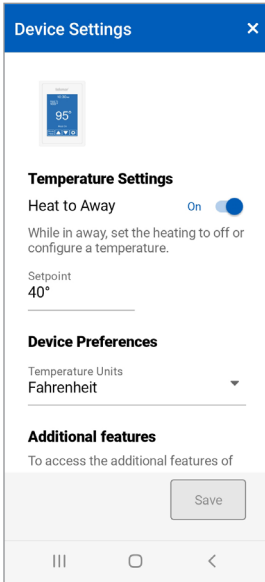 Device Settings ×
95°
Temperature Settings
Heat to Away On
While in away, set the heating to off or
configure a temperature.
Setpoint
40°
Device Preferences
Temperature Units
Fahrenheit
Additional features
To access the additional features of
Save